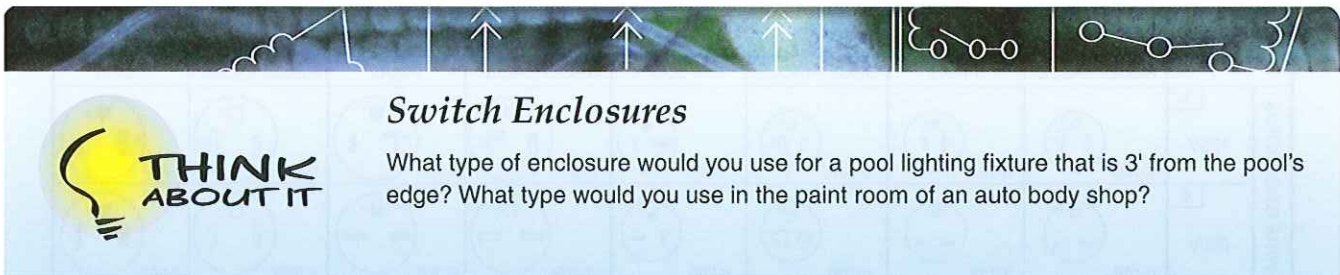 Switch Enclosures
THINK
ABOUT IT
What type of enclosure would you use for a pool lighting fixture that is 3' from the pool's
edge? What type would you use in the paint room of an auto body shop?